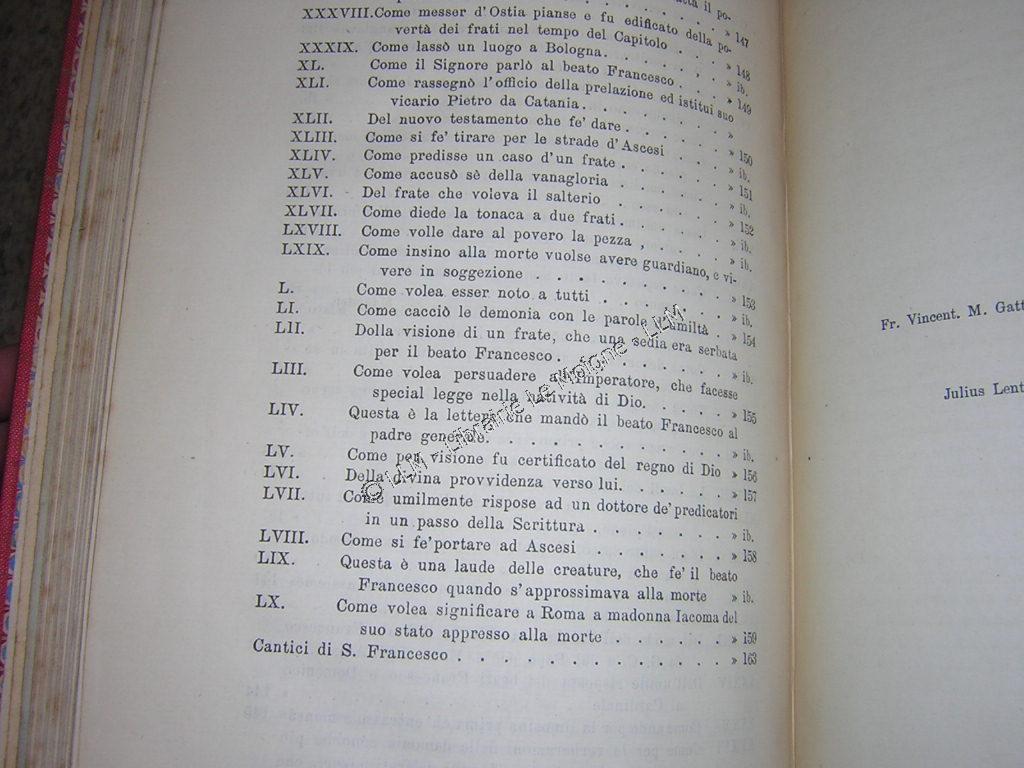 il po-
XXXVIII. Come messer d'Ostia pianse e fu edificato della po-
vertà dei frati nel tempo del Capitolo . . . . » 147
XXXIX. Come lassò un luogo a Bologna. . . . . . » 148
XL. Come il Signore parlò al beato Francesco . . . . » ib.
XLI. Come rassegnò l'officio della prelazione ed istituì suo
vicario Pietro da Catania. . . . . . . . » 149
XLII. Del nuovo testamento che fe' dare . . . . . . »
XLIII. Come si fe' tirare per le strade d'Ascesi . . . » 150
XLIV. Come predisse un caso d'un frate . . . . . » ib.
XLV. Come accusò sè della vanagloria . . . . . » 151
XLVI. Del frate che voleva il salterio . . . . . . » ib.
XLVII. Come diede la tonaca a due frati . . . . . » 152
LXVIII. Come volle dare al povero la pezza , . . . . » ib.
LXIX. Come insino alla morte vuolse avere guardiano, e vi- » ib.
vere in soggezione . . . . . . . . . » 153
L. Come volea esser noto a tutti . . . . . . » ib.
LI. Come cacciò le demonia con le parole d'umiltà . » 154
LII. Dolla visione di un frate, che una sedia era serbata
per il beato Francesco . . . . . . . . » ib.
LIII. Come volea persuadere all'Imperatore, che facesse
special legge nella natività di Dio. . . . . . » 155
LIV. Questa è la lettera che mandò il beato Francesco al
padre generale. . . . . . . . . . . » ib.
LV. Come per visione fu certificato del regno di Dio » 156
LVI. Della divina provvidenza verso lui. . . . . . » 157
LVII. Come umilmente rispose ad un dottore de' predicatori
in un passo della Scrittura . . . . . . . » ib.
LVIII. Come si fe' portare ad Ascesi . . . . . . . » 158
LIX. Questa è una laude delle creature, che fe' il beato
Francesco quando s'approssimava alla morte » ib.
LX. Come volea significare a Roma a madonna Iacoma del
suo stato appresso alla morte . . . . . . » 159
Cantici di S. Francesco . . . . . . . . . . . . » 163
Fr. Vincent. M. Gatt
Julius Lent
© LLM - Librairie Le Moigne LLM